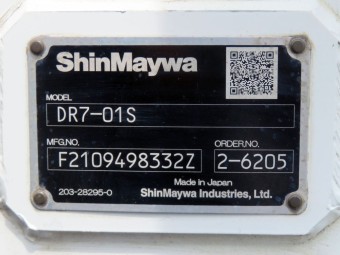 ShinMaywa
MODEL
DR7-01S
MFG.NO. ORDER.NO.
F2109498332Z 2-6205
Made in Japan
203-28295-0 ShinMaywa Industries, Ltd.